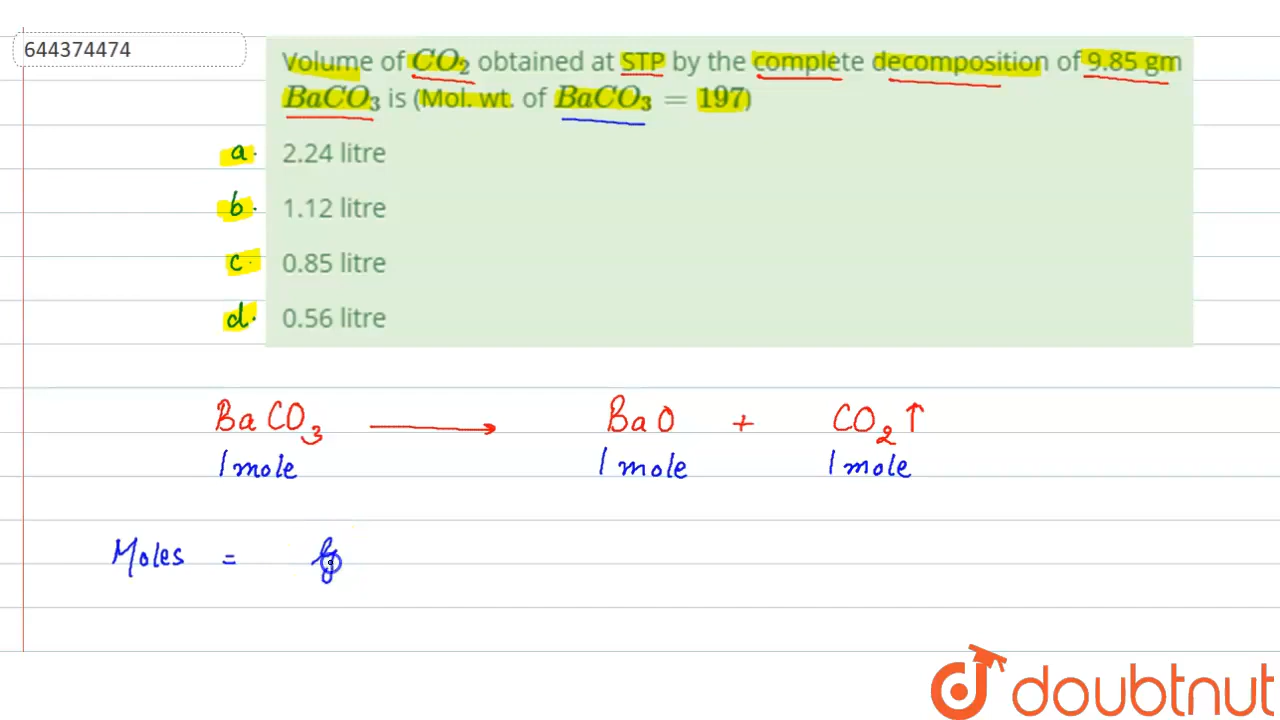 644374474
Volume of CO₂ obtained at STP by the complete decomposition of 9.85 gm
BaCO₃ is (Mol. wt. of BaCO₃ = 197)
a. 2.24 litre
b. 1.12 litre
c. 0.85 litre
d. 0.56 litre
BaCO₃ ⟶ BaO + CO₂ ↑
1 mole 1 mole 1 mole
Moles =
doubtnut